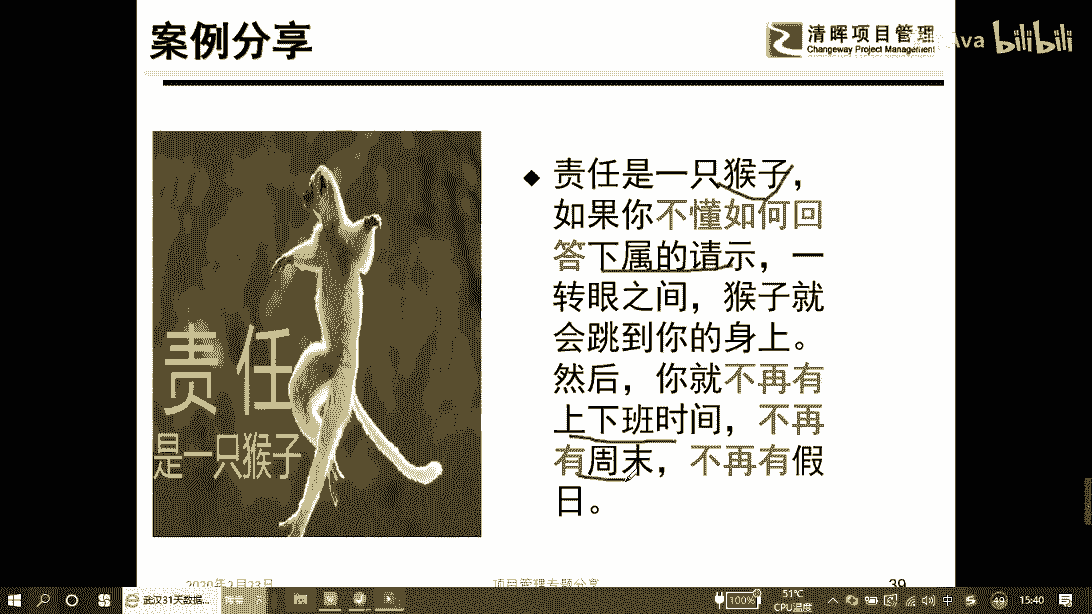 案例分享
清晖项目管理
Changeway Project Management
Ava bilibili
◆ 责任是一只猴子，
如果你不懂如何回
答下属的请示，一
转眼之间，猴子就
会跳到你的身上。
然后，你就不再有
上下班时间，不再
有周末，不再有假
日。
责任
是一只猴子
2020年2月23日
项目管理专题分享
39
武汉31天数据...
100%
51℃
CPU温度
中
49
15:40